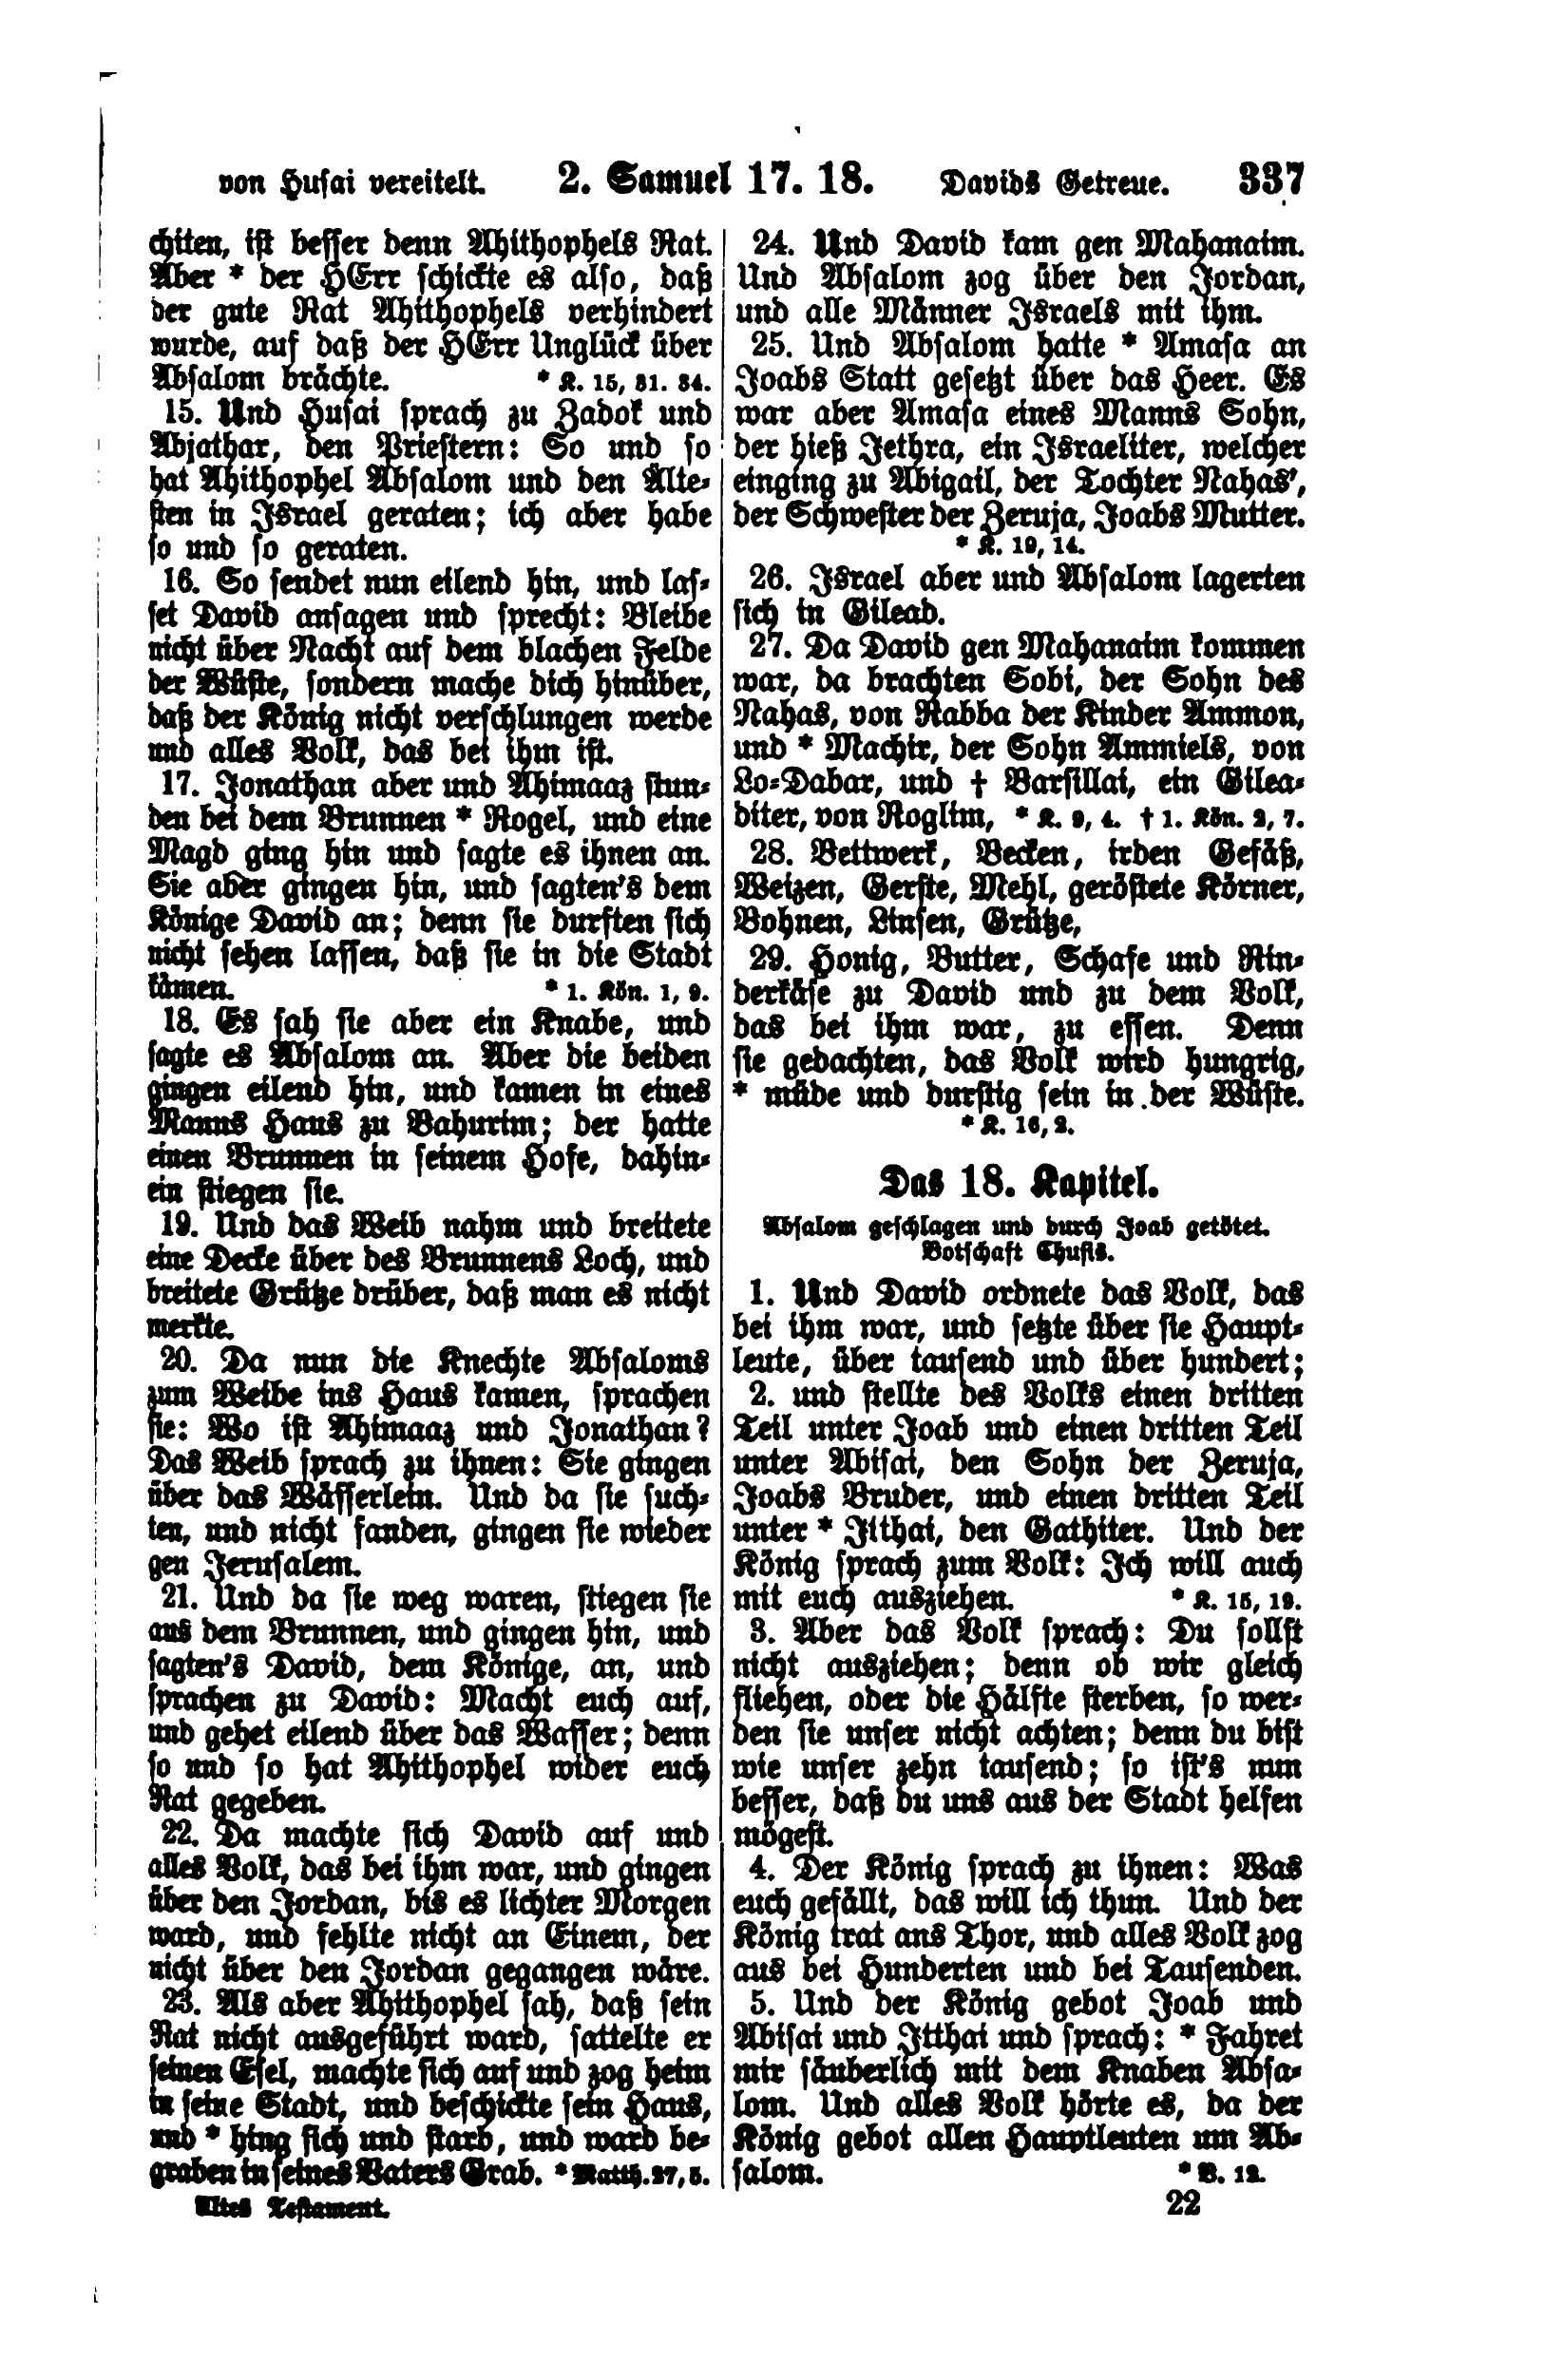 von Husai vereitelt. 2. Samuel 17. 18. Davids Getreue. 337
chiten, ist besser denn Ahithophels Rat.
Aber * der HErr schickte es also, daß
der gute Rat Ahithophels verhindert
wurde, auf daß der HErr Unglück über
Absalom brächte. * K. 15, 31. 34.
15. Und Husai sprach zu Zadok und
Abjathar, den Priestern: So und so
hat Ahithophel Absalom und den Älte-
sten in Israel geraten; ich aber habe
so und so geraten.
16. So sendet nun eilend hin, und las-
set David ansagen und sprecht: Bleibe
nicht über Nacht auf dem blachen Felde
der Wüste, sondern mache dich hinüber,
daß der König nicht verschlungen werde
und alles Volk, das bei ihm ist.
17. Jonathan aber und Ahimaaz stun-
den bei dem Brunnen * Rogel, und eine
Magd ging hin und sagte es ihnen an.
Sie aber gingen hin, und sagten's dem
Könige David an; denn sie durften sich
nicht sehen lassen, daß sie in die Stadt
kämen. * 1. Kön. 1, 9.
18. Es sah sie aber ein Knabe, und
sagte es Absalom an. Aber die beiden
gingen eilend hin, und kamen in eines
Manns Haus zu Bahurim; der hatte
einen Brunnen in seinem Hofe, dahin-
ein stiegen sie.
19. Und das Weib nahm und breitete
eine Decke über des Brunnens Loch, und
breitete Grütze drüber, daß man es nicht
merkte.
20. Da nun die Knechte Absaloms
zum Weibe ins Haus kamen, sprachen
sie: Wo ist Ahimaaz und Jonathan?
Das Weib sprach zu ihnen: Sie gingen
über das Wässerlein. Und da sie such-
ten, und nicht fanden, gingen sie wieder
gen Jerusalem.
21. Und da sie weg waren, stiegen sie
aus dem Brunnen, und gingen hin, und
sagten's David, dem Könige, an, und
sprachen zu David: Macht euch auf,
und gehet eilend über das Wasser; denn
so und so hat Ahithophel wider euch
Rat gegeben.
22. Da machte sich David auf und
alles Volk, das bei ihm war, und gingen
über den Jordan, bis es lichter Morgen
ward, und fehlte nicht an Einem, der
nicht über den Jordan gegangen wäre.
23. Als aber Ahithophel sah, daß sein
Rat nicht ausgeführt ward, sattelte er
seinen Esel, machte sich auf und zog heim
in seine Stadt, und beschickte sein Haus,
und * hing sich und starb, und ward be-
graben in seines Vaters Grab. * Matth. 27, 5.
Altes Testament.
24. Und David kam gen Mahanaim.
Und Absalom zog über den Jordan,
und alle Männer Israels mit ihm.
25. Und Absalom hatte * Amasa an
Joabs Statt gesetzt über das Heer. Es
war aber Amasa eines Manns Sohn,
der hieß Jethra, ein Israeliter, welcher
einging zu Abigail, der Tochter Nahas',
der Schwester der Zeruja, Joabs Mutter.
* K. 19, 14.
26. Israel aber und Absalom lagerten
sich in Gilead.
27. Da David gen Mahanaim kommen
war, da brachten Sobi, der Sohn des
Nahas, von Rabba der Kinder Ammon,
und * Machir, der Sohn Ammiels, von
Lo-Dabar, und † Barsillai, ein Gilea-
diter, von Roglim, * K. 9, 4. † 1. Kön. 2, 7.
28. Bettwerk, Becken, irden Gefäß,
Weizen, Gerste, Mehl, geröstete Körner,
Bohnen, Linsen, Grütze,
29. Honig, Butter, Schafe und Rin-
derkäse zu David und zu dem Volk,
das bei ihm war, zu essen. Denn
sie gedachten, das Volk wird hungrig,
* müde und durstig sein in der Wüste.
* K. 16, 2.
Das 18. Kapitel.
Absalom geschlagen und durch Joab getötet.
Botschaft Chusis.
1. Und David ordnete das Volk, das
bei ihm war, und setzte über sie Haupt-
leute, über tausend und über hundert;
2. und stellte des Volks einen dritten
Teil unter Joab und einen dritten Teil
unter Abisai, den Sohn der Zeruja,
Joabs Bruder, und einen dritten Teil
unter * Itthai, den Gathiter. Und der
König sprach zum Volk: Ich will auch
mit euch ausziehen. * K. 15, 19.
3. Aber das Volk sprach: Du sollst
nicht ausziehen; denn ob wir gleich
fliehen, oder die Hälfte sterben, so wer-
den sie unser nicht achten; denn du bist
wie unser zehn tausend; so ist's nun
besser, daß du uns aus der Stadt helfen
mögest.
4. Der König sprach zu ihnen: Was
euch gefällt, das will ich thun. Und der
König trat ans Thor, und alles Volk zog
aus bei Hunderten und bei Tausenden.
5. Und der König gebot Joab und
Abisai und Itthai und sprach: * Fahret
mir säuberlich mit dem Knaben Absa-
lom. Und alles Volk hörte es, da der
König gebot allen Hauptleuten um Ab-
salom. * V. 12.
22